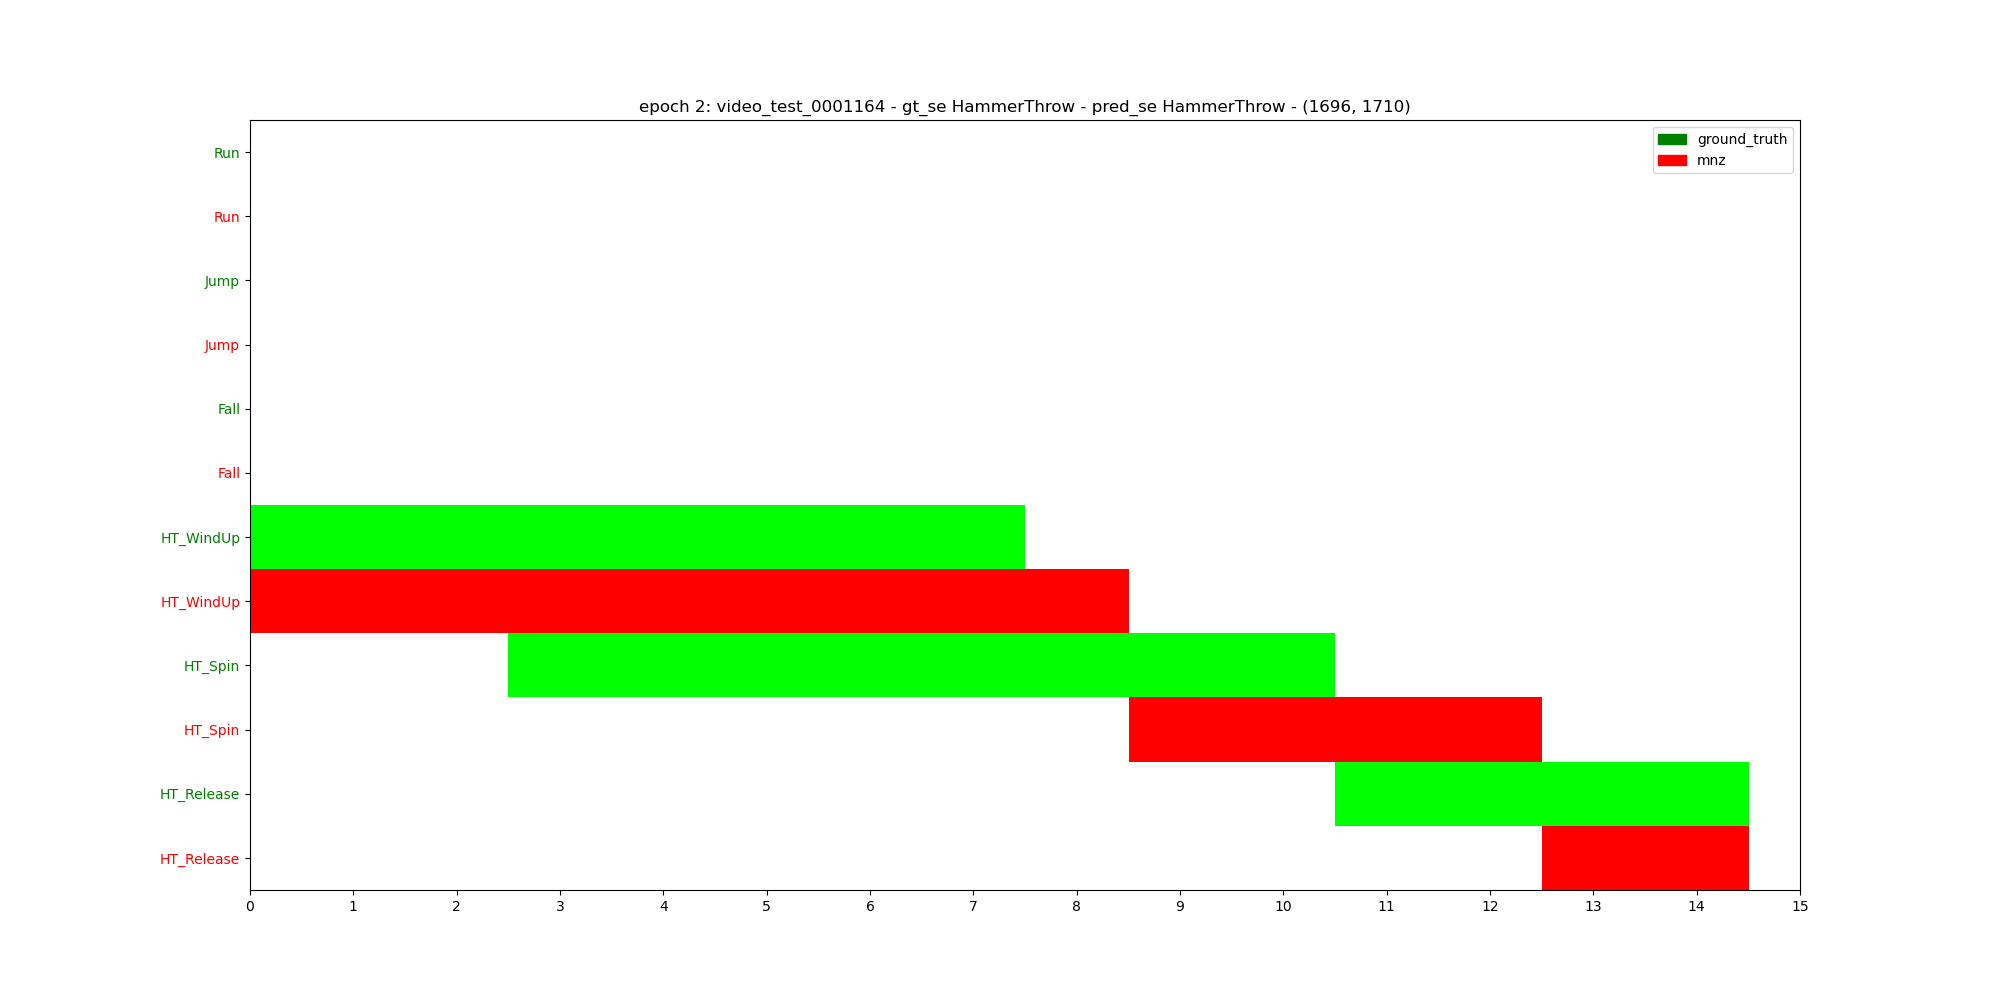 epoch 2: video_test_0001164 - gt_se HammerThrow - pred_se HammerThrow - (1696, 1710)
ground_truth
mnz
Run
Run
Jump
Jump
Fall
Fall
HT_WindUp
HT_WindUp
HT_Spin
HT_Spin
HT_Release
HT_Release
0 1 2 3 4 5 6 7 8 9 10 11 12 13 14 15